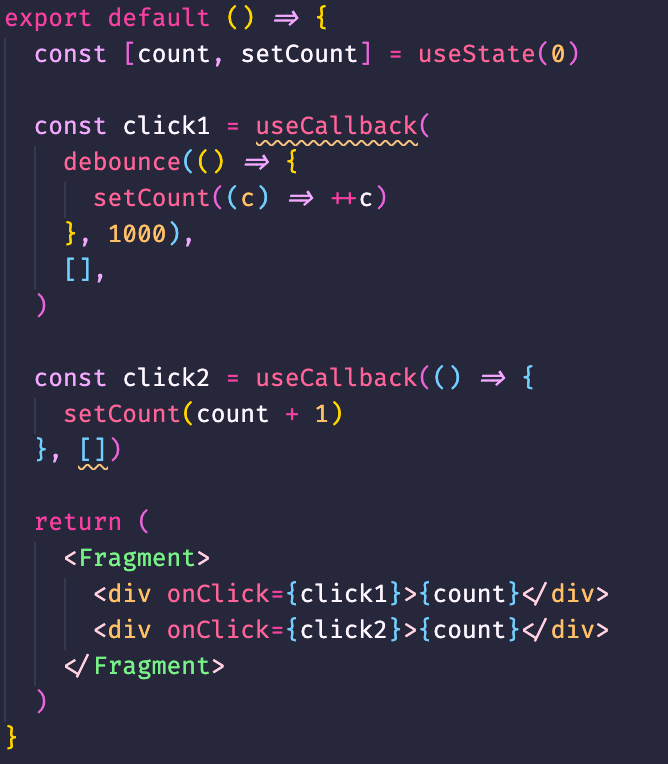 export default () => {
const [count, setCount] = useState(0)
const click1 = useCallback(
debounce(() => {
setCount((c) => ++c)
}, 1000),
[],
)
const click2 = useCallback(() => {
setCount(count + 1)
}, [])
return (
<Fragment>
<div onClick={click1}>{count}</div>
<div onClick={click2}>{count}</div>
</Fragment>
)
}